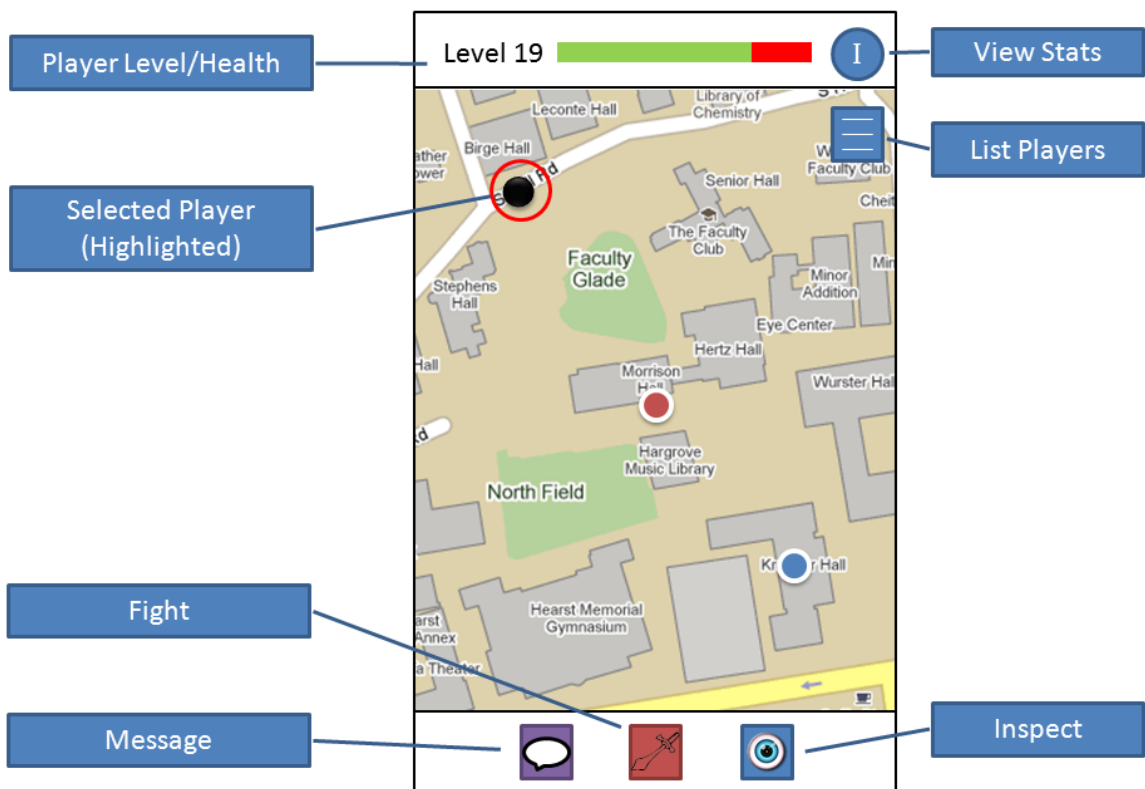 Player Level/Health
Level 19
I
View Stats
List Players
Selected Player
(Highlighted)
Leconte Hall
Library of
Chemistry
Birge Hall
Rd
Senior Hall
Faculty Club
The Faculty
Club
Faculty
Glade
Stephens
Hall
Minor
Addition
Eye Center
Hertz Hall
Hall
Morrison
Wurster
Hargrove
Music Library
North Field
Hall
Hearst Memorial
Gymnasium
Annex
Theater
Fight
Message
Inspect